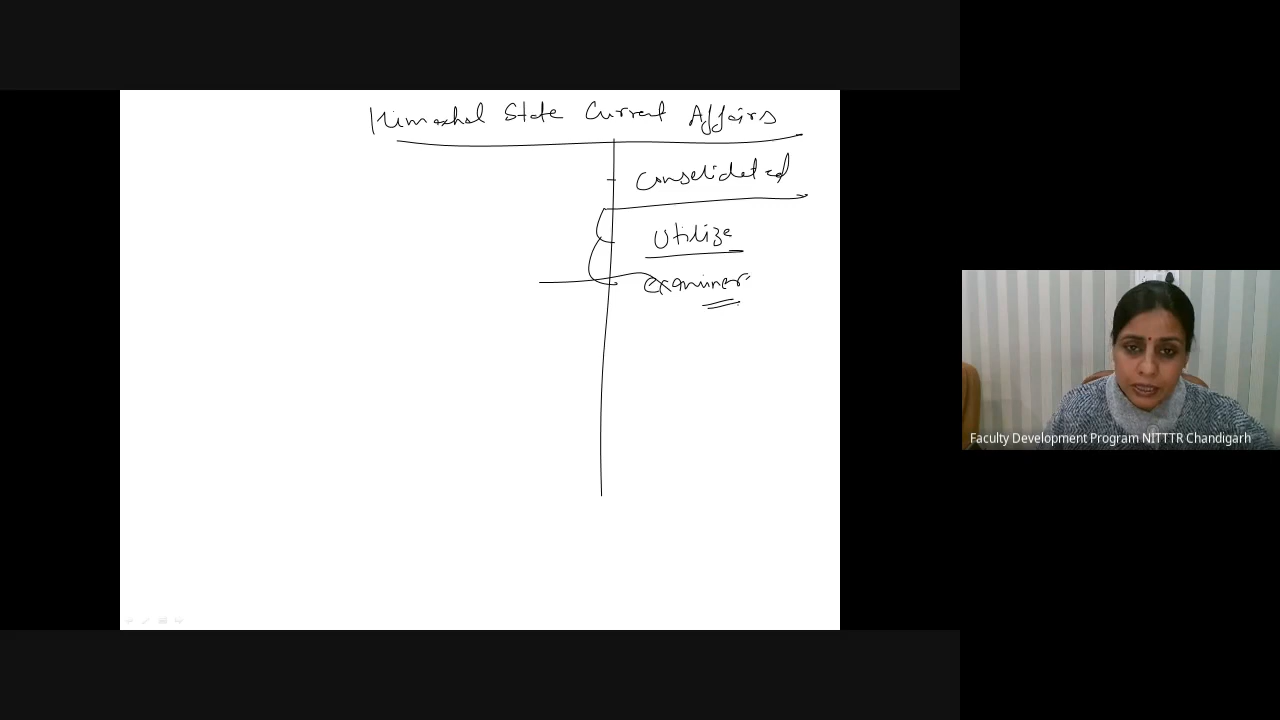 Himachal State Current Affairs
Consolidated
Utilize
examiner
Faculty Development Program NITTTR Chandigarh